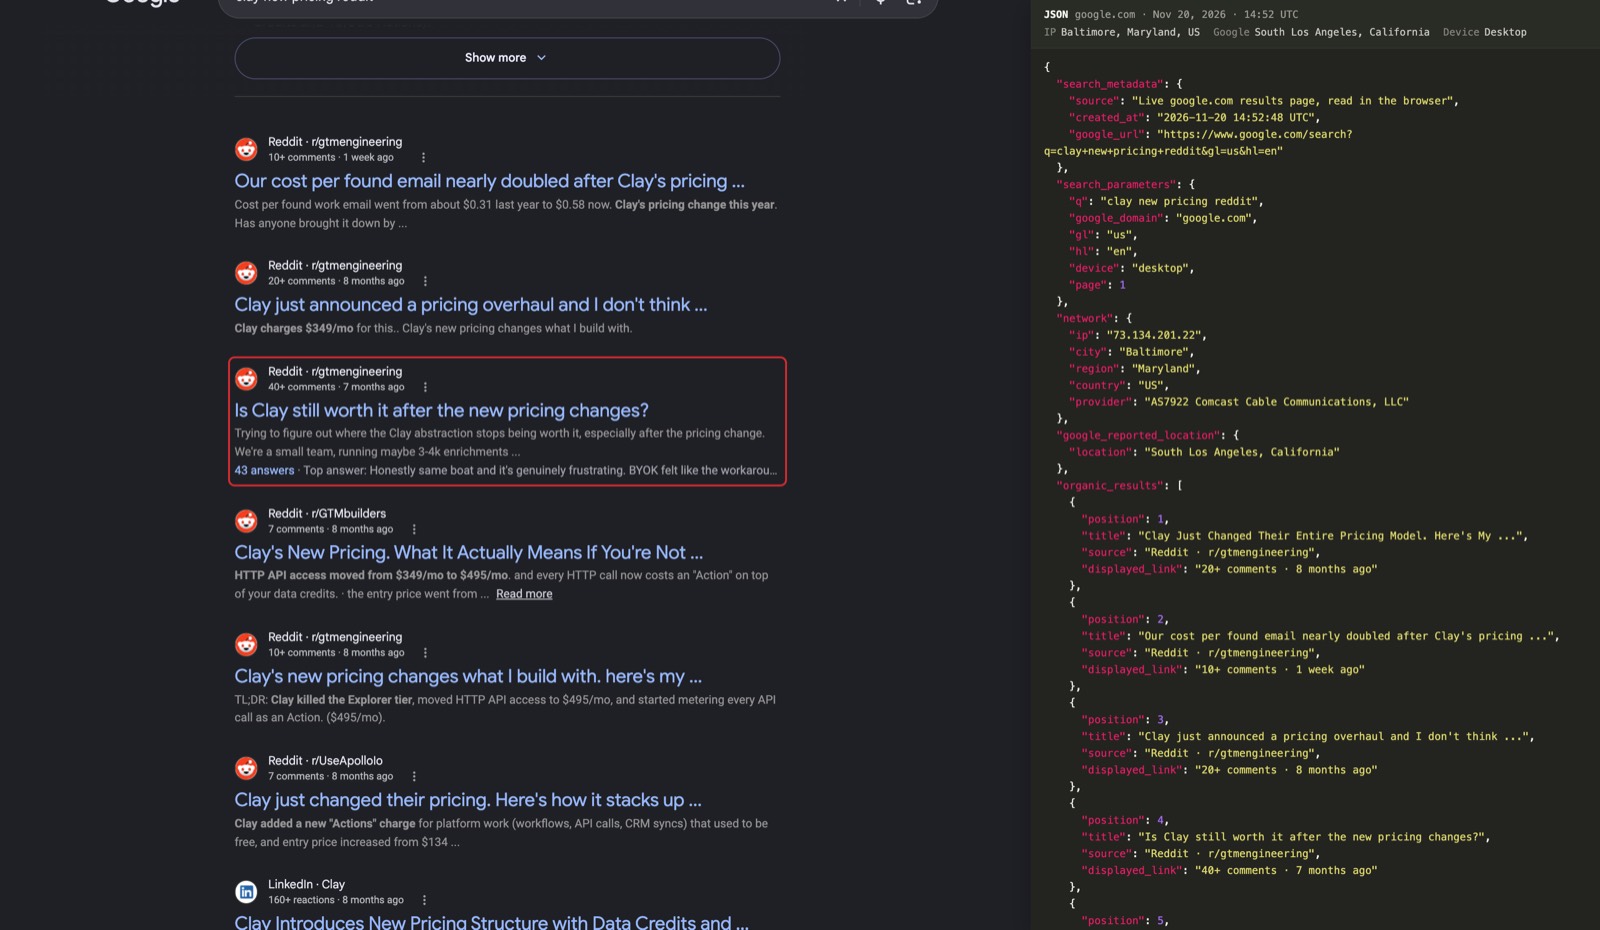 Google
clay new pricing reddit
Show more
Reddit · r/gtmengineering
10+ comments · 1 week ago
Our cost per found email nearly doubled after Clay's pricing ...
Cost per found work email went from about $0.31 last year to $0.58 now. Clay's pricing change this year.
Has anyone brought it down by ...
Reddit · r/gtmengineering
20+ comments · 8 months ago
Clay just announced a pricing overhaul and I don't think ...
Clay charges $349/mo for this.. Clay's new pricing changes what I build with.
Reddit · r/gtmengineering
40+ comments · 7 months ago
Is Clay still worth it after the new pricing changes?
Trying to figure out where the Clay abstraction stops being worth it, especially after the pricing change.
We're a small team, running maybe 3-4k enrichments ...
43 answers · Top answer: Honestly same boat and it's genuinely frustrating. BYOK felt like the workarou...
Reddit · r/GTMbuilders
7 comments · 8 months ago
Clay's New Pricing. What It Actually Means If You're Not ...
HTTP API access moved from $349/mo to $495/mo. and every HTTP call now costs an "Action" on top
of your data credits. · the entry price went from ... Read more
Reddit · r/gtmengineering
10+ comments · 8 months ago
Clay's new pricing changes what I build with. here's my ...
TL;DR: Clay killed the Explorer tier, moved HTTP API access to $495/mo, and started metering every API
call as an Action. ($495/mo).
Reddit · r/UseApolloIo
7 comments · 8 months ago
Clay just changed their pricing. Here's how it stacks up ...
Clay added a new "Actions" charge for platform work (workflows, API calls, CRM syncs) that used to be
free, and entry price increased from $134 ...
LinkedIn · Clay
160+ reactions · 8 months ago
Clay Introduces New Pricing Structure with Data Credits and ...
JSON google.com · Nov 20, 2026 · 14:52 UTC
IP Baltimore, Maryland, US Google South Los Angeles, California Device Desktop
{
"search_metadata": {
"source": "Live google.com results page, read in the browser",
"created_at": "2026-11-20 14:52:48 UTC",
"google_url": "https://www.google.com/search?
q=clay+new+pricing+reddit&gl=us&hl=en"
},
"search_parameters": {
"q": "clay new pricing reddit",
"google_domain": "google.com",
"gl": "us",
"hl": "en",
"device": "desktop",
"page": 1
},
"network": {
"ip": "73.134.201.22",
"city": "Baltimore",
"region": "Maryland",
"country": "US",
"provider": "AS7922 Comcast Cable Communications, LLC"
},
"google_reported_location": {
"location": "South Los Angeles, California"
},
"organic_results": [
{
"position": 1,
"title": "Clay Just Changed Their Entire Pricing Model. Here's My ...",
"source": "Reddit · r/gtmengineering",
"displayed_link": "20+ comments · 8 months ago"
},
{
"position": 2,
"title": "Our cost per found email nearly doubled after Clay's pricing ...",
"source": "Reddit · r/gtmengineering",
"displayed_link": "10+ comments · 1 week ago"
},
{
"position": 3,
"title": "Clay just announced a pricing overhaul and I don't think ...",
"source": "Reddit · r/gtmengineering",
"displayed_link": "20+ comments · 8 months ago"
},
{
"position": 4,
"title": "Is Clay still worth it after the new pricing changes?",
"source": "Reddit · r/gtmengineering",
"displayed_link": "40+ comments · 7 months ago"
},
{
"position": 5,